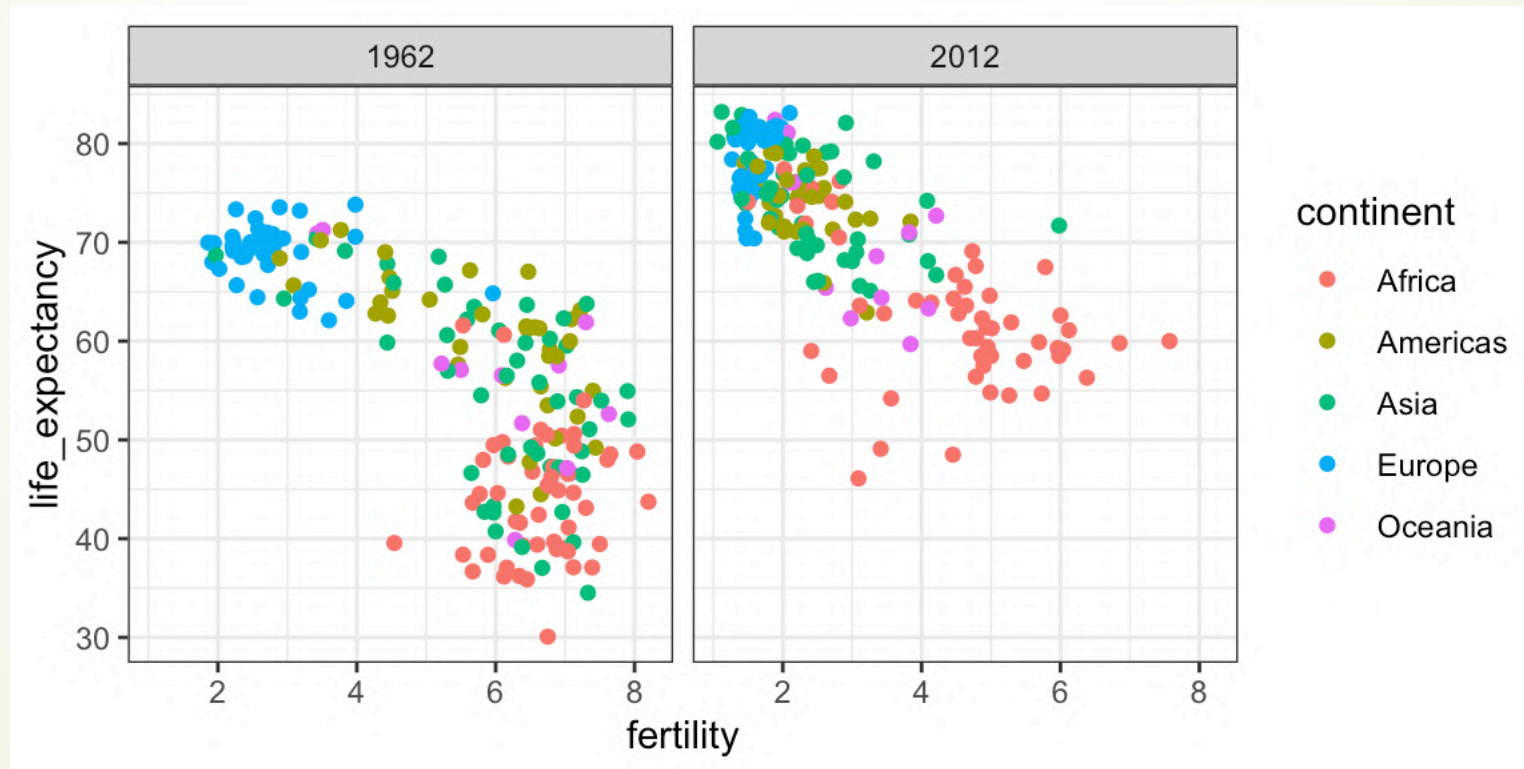 1962
2012
life_expectancy
80
70
60
50
40
30
2 4 6 8
2 4 6 8
fertility
continent
Africa
Americas
Asia
Europe
Oceania